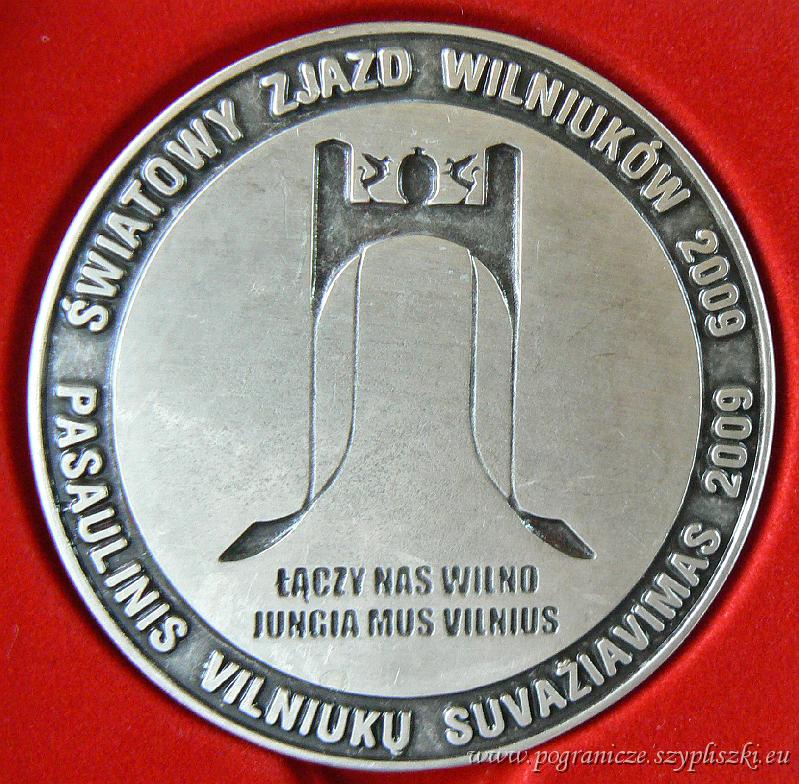 ŚWIATOWY ZJAZD WILNIUKÓW 2009
ŁĄCZY NAS WILNO
JUNGIA MUS VILNIUS
PASAULINIS VILNIUKŲ SUVAŽIAVIMAS 2009
www.pogranicze.szypliszki.eu